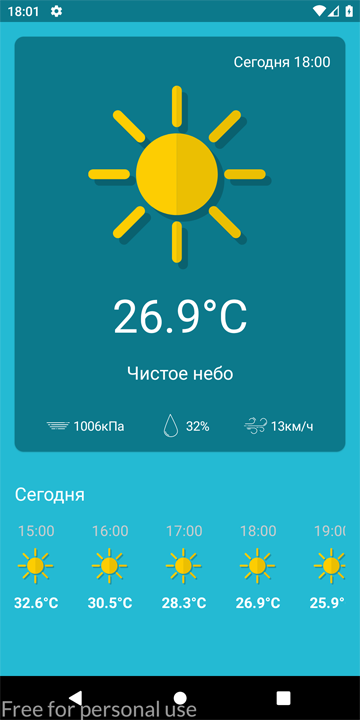 18:01
Сегодня 18:00
26.9°C
Чистое небо
1006кПа 32% 13км/ч
Сегодня
15:00 16:00 17:00 18:00 19:00
32.6°C 30.5°C 28.3°C 26.9°C 25.9°
Free for personal use